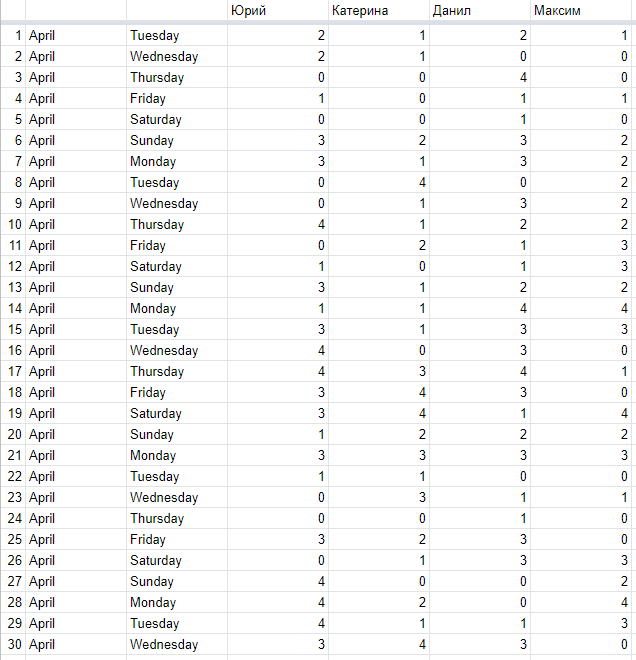 Юрий Катерина Данил Максим
1 April Tuesday 2 1 2 1
2 April Wednesday 2 1 0 0
3 April Thursday 0 0 4 0
4 April Friday 1 0 1 1
5 April Saturday 0 0 1 0
6 April Sunday 3 2 3 2
7 April Monday 3 1 3 2
8 April Tuesday 0 4 0 2
9 April Wednesday 0 1 3 2
10 April Thursday 4 1 2 2
11 April Friday 0 2 1 3
12 April Saturday 1 0 1 3
13 April Sunday 3 1 2 2
14 April Monday 1 1 4 4
15 April Tuesday 3 1 3 3
16 April Wednesday 4 0 3 0
17 April Thursday 4 3 4 1
18 April Friday 3 4 3 0
19 April Saturday 3 4 1 4
20 April Sunday 1 2 2 2
21 April Monday 3 3 3 3
22 April Tuesday 1 1 0 0
23 April Wednesday 0 3 1 1
24 April Thursday 0 0 1 0
25 April Friday 3 2 3 0
26 April Saturday 0 1 3 3
27 April Sunday 4 0 0 2
28 April Monday 4 2 0 4
29 April Tuesday 4 1 1 3
30 April Wednesday 3 4 3 0